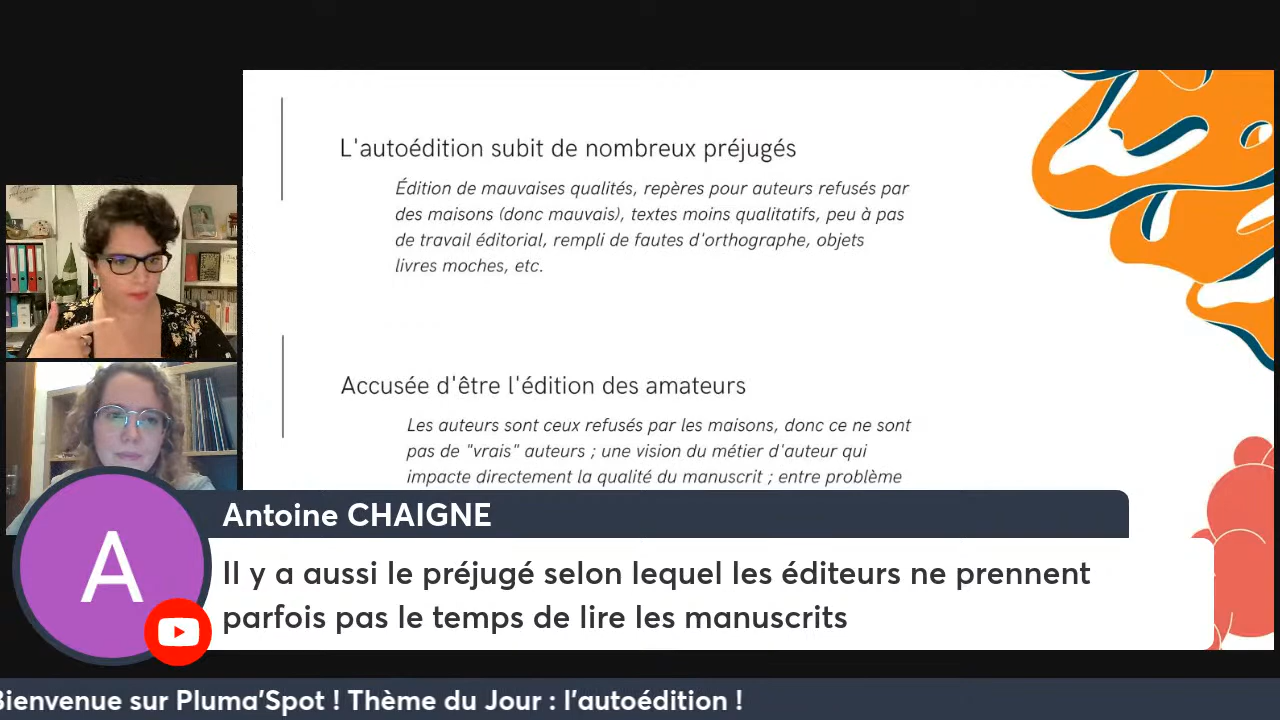 L'autoédition subit de nombreux préjugés
Édition de mauvaises qualités, repères pour auteurs refusés par
des maisons (donc mauvais), textes moins qualitatifs, peu à pas
de travail éditorial, rempli de fautes d'orthographe, objets
livres moches, etc.
Accusée d'être l'édition des amateurs
Les auteurs sont ceux refusés par les maisons, donc ce ne sont
pas de "vrais" auteurs ; une vision du métier d'auteur qui
impacte directement la qualité du manuscrit ; entre problème
A
Antoine CHAIGNE
Il y a aussi le préjugé selon lequel les éditeurs ne prennent
parfois pas le temps de lire les manuscrits
Bienvenue sur Pluma'Spot ! Thème du Jour : l'autoédition !